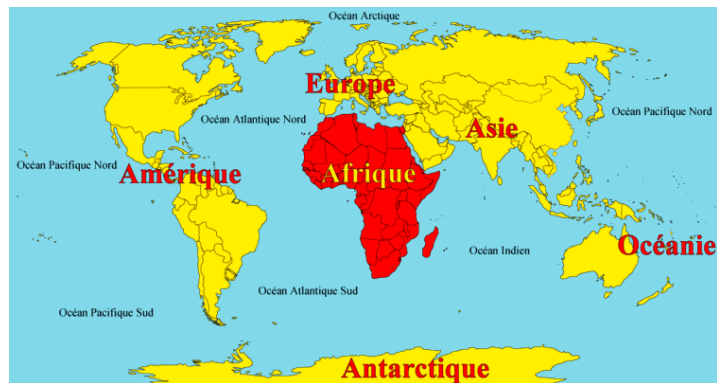 Océan Arctique
Europe
Océan Atlantique Nord
Océan Pacifique Nord
Asie
Océan Pacifique Nord
Amérique
Afrique
Océanie
Océan Indien
Océan Atlantique Sud
Océan Pacifique Sud
Antarctique